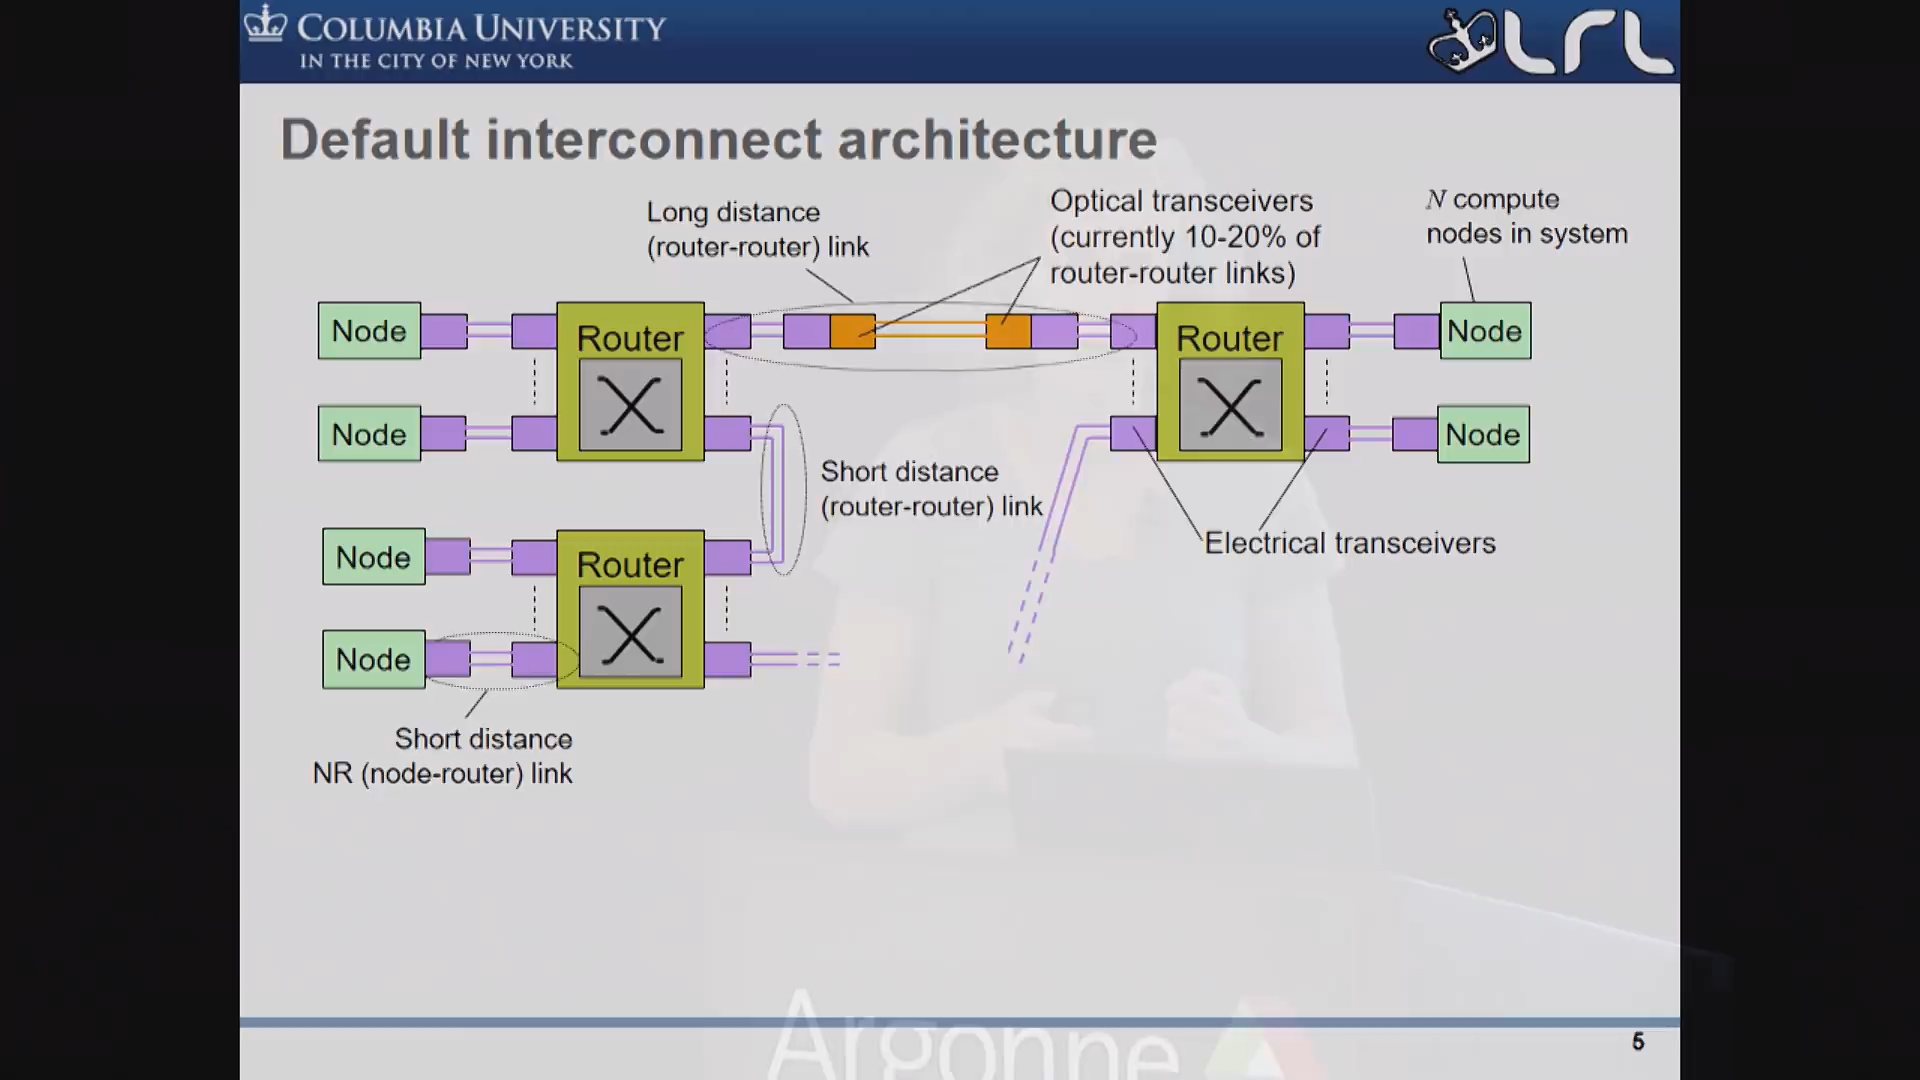 COLUMBIA UNIVERSITY
IN THE CITY OF NEW YORK
LRL
Default interconnect architecture
Long distance
(router-router) link
Optical transceivers
(currently 10-20% of
router-router links)
N compute
nodes in system
Node
Router
Router
Node
Node
Node
Short distance
(router-router) link
Electrical transceivers
Node
Router
Node
Short distance
NR (node-router) link
Argonne
5